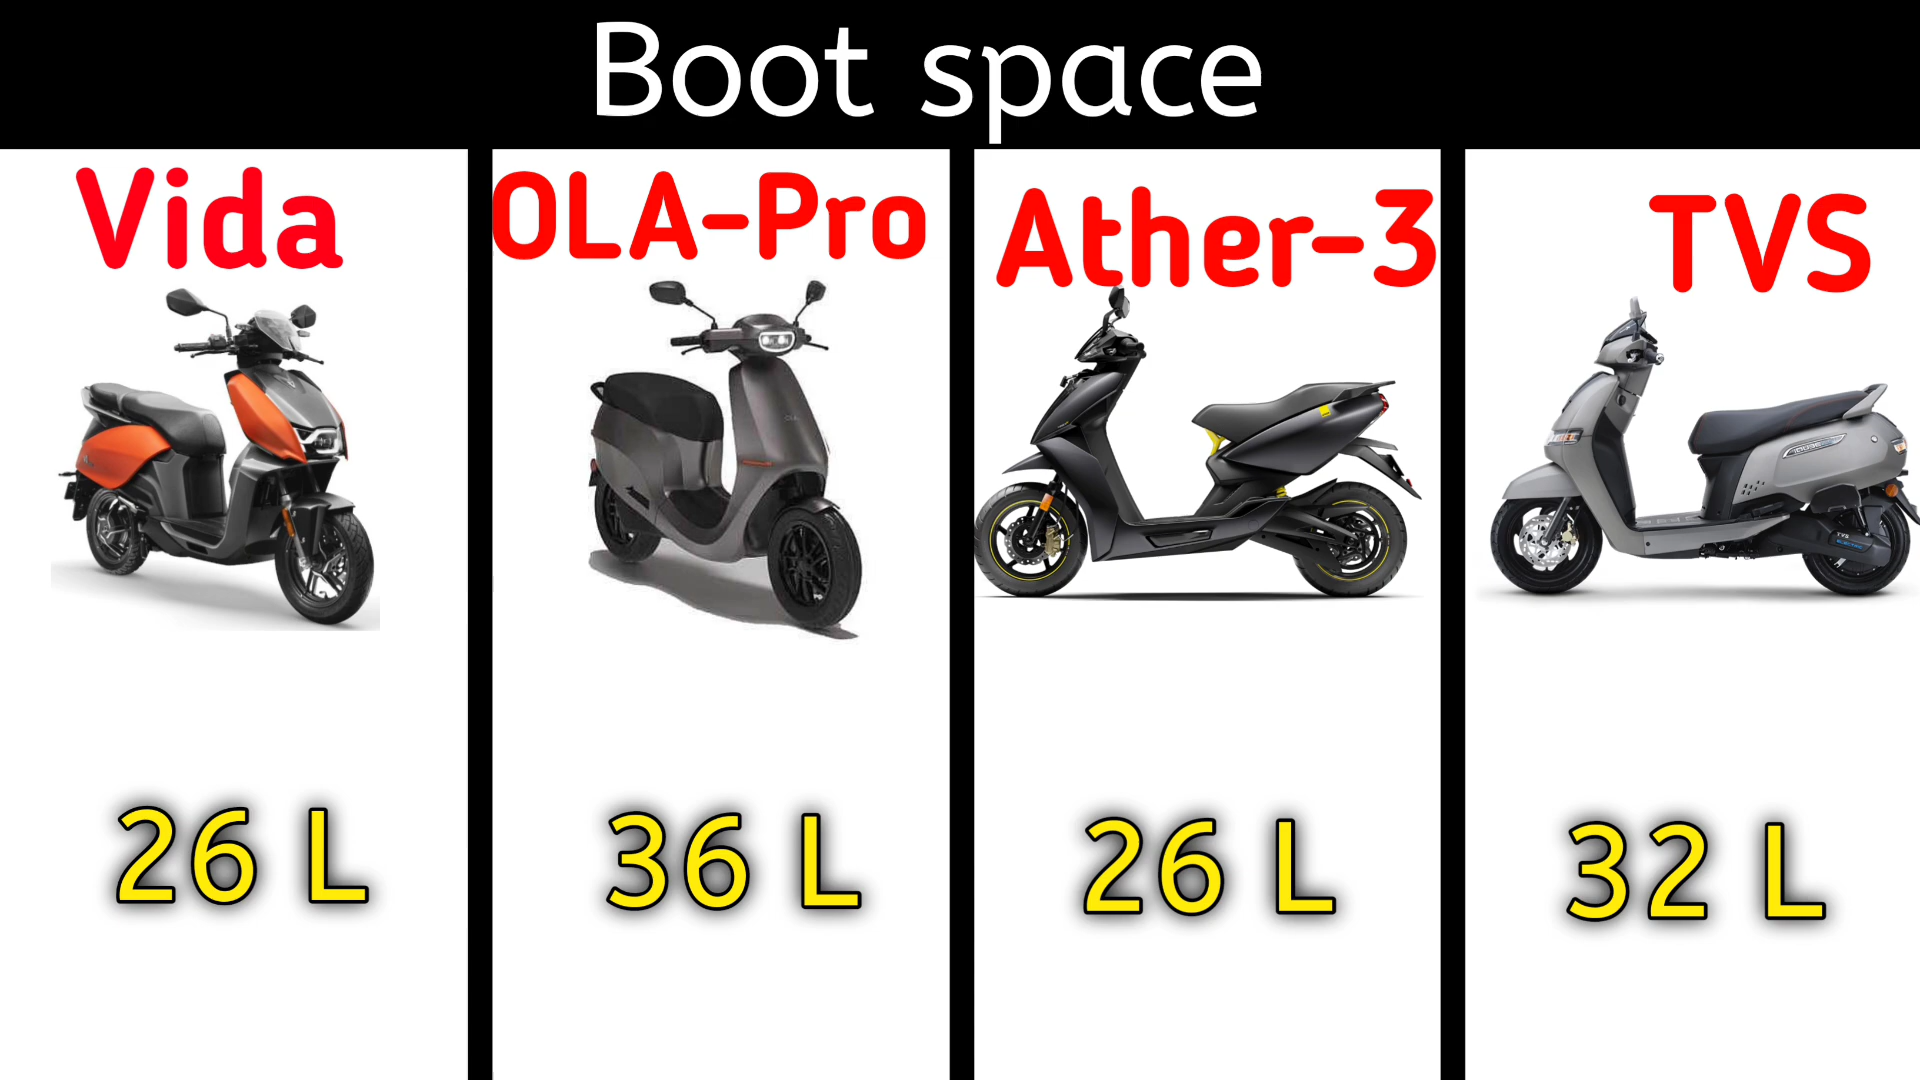 Boot space
Vida
OLA-Pro
Ather-3
TVS
26 L
36 L
26 L
32 L